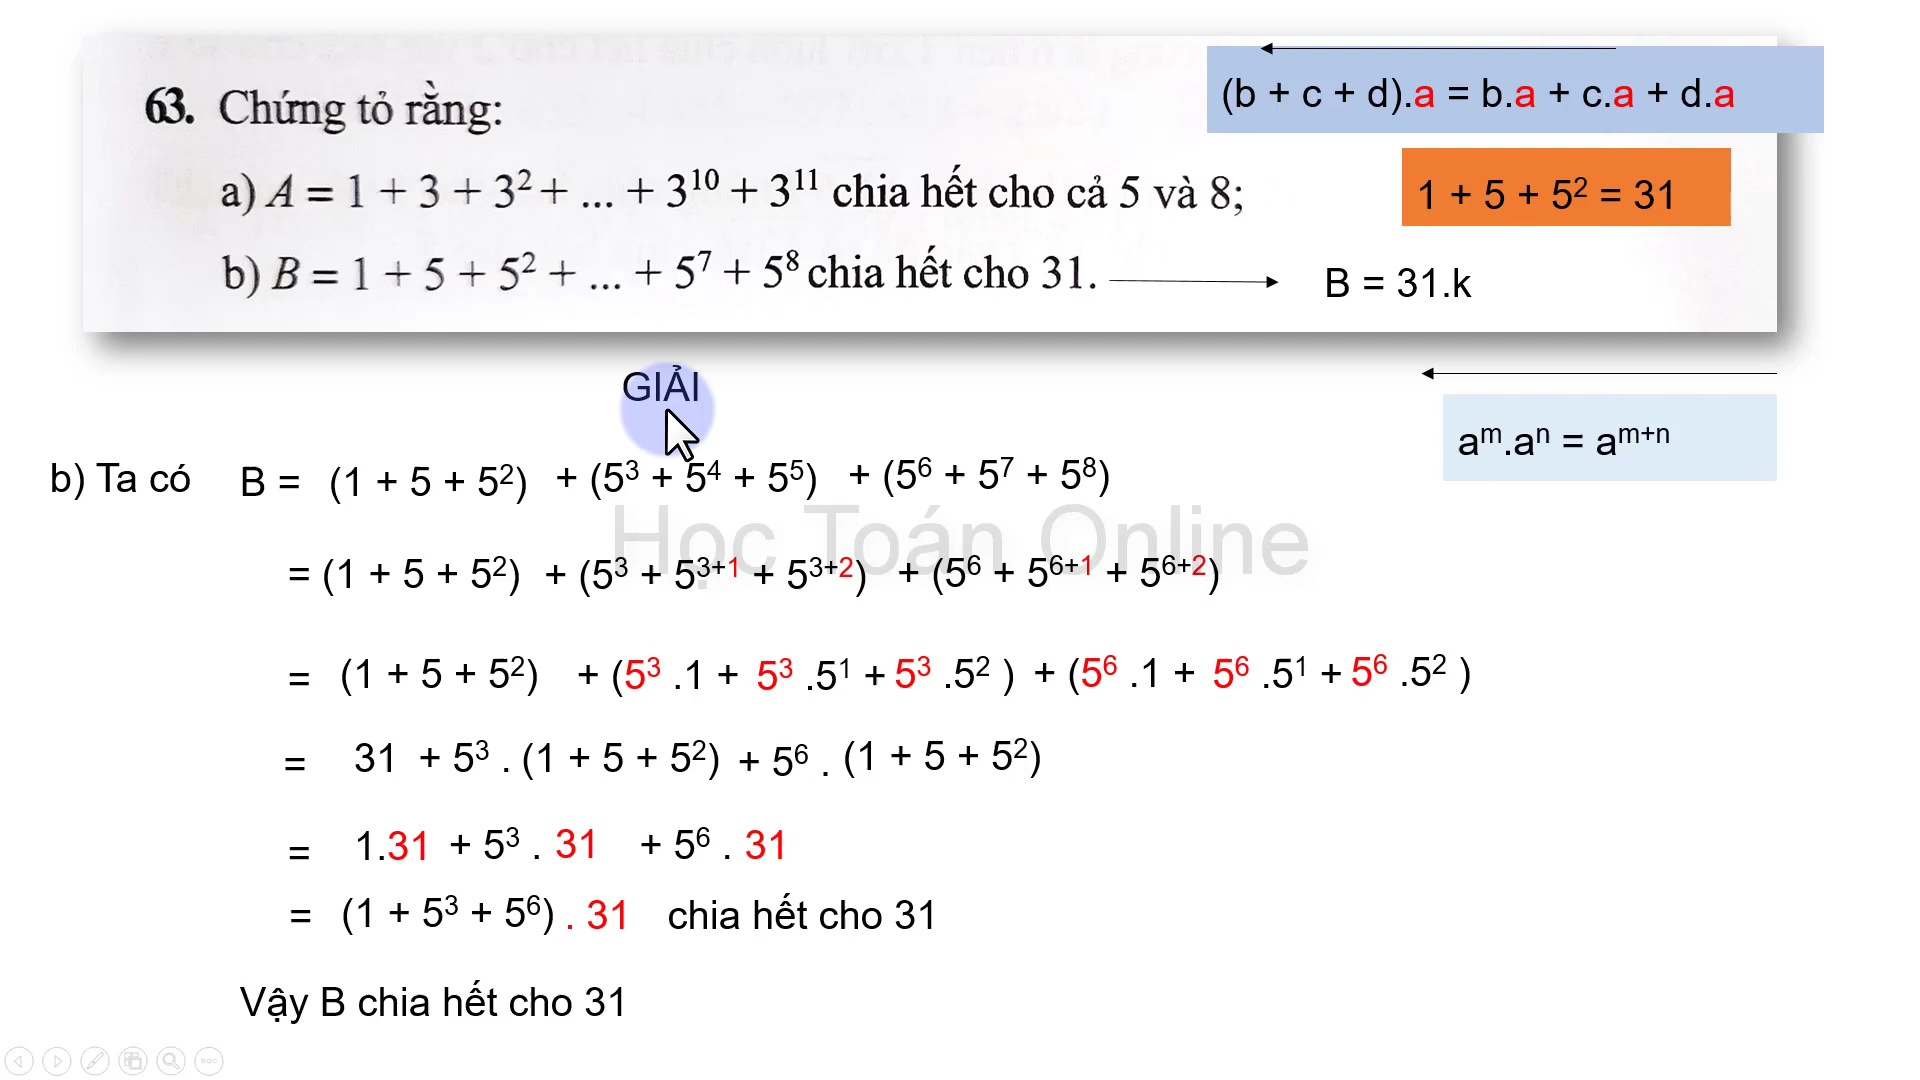 63. Chứng tỏ rằng:
(b + c + d).a = b.a + c.a + d.a
a) A = 1 + 3 + 3² + ... + 3¹⁰ + 3¹¹ chia hết cho cả 5 và 8;
1 + 5 + 5² = 31
b) B = 1 + 5 + 5² + ... + 5⁷ + 5⁸ chia hết cho 31.
B = 31.k
GIẢI
aᵐ.aⁿ = aᵐ⁺ⁿ
b) Ta có B = (1 + 5 + 5²) + (5³ + 5⁴ + 5⁵) + (5⁶ + 5⁷ + 5⁸)
Học Toán Online
= (1 + 5 + 5²) + (5³ + 5³⁺¹ + 5³⁺²) + (5⁶ + 5⁶⁺¹ + 5⁶⁺²)
= (1 + 5 + 5²) + (5³ .1 + 5³ .5¹ + 5³ .5² ) + (5⁶ .1 + 5⁶ .5¹ + 5⁶ .5² )
= 31 + 5³ . (1 + 5 + 5²) + 5⁶ . (1 + 5 + 5²)
= 1.31 + 5³ . 31 + 5⁶ . 31
= (1 + 5³ + 5⁶) . 31 chia hết cho 31
Vậy B chia hết cho 31